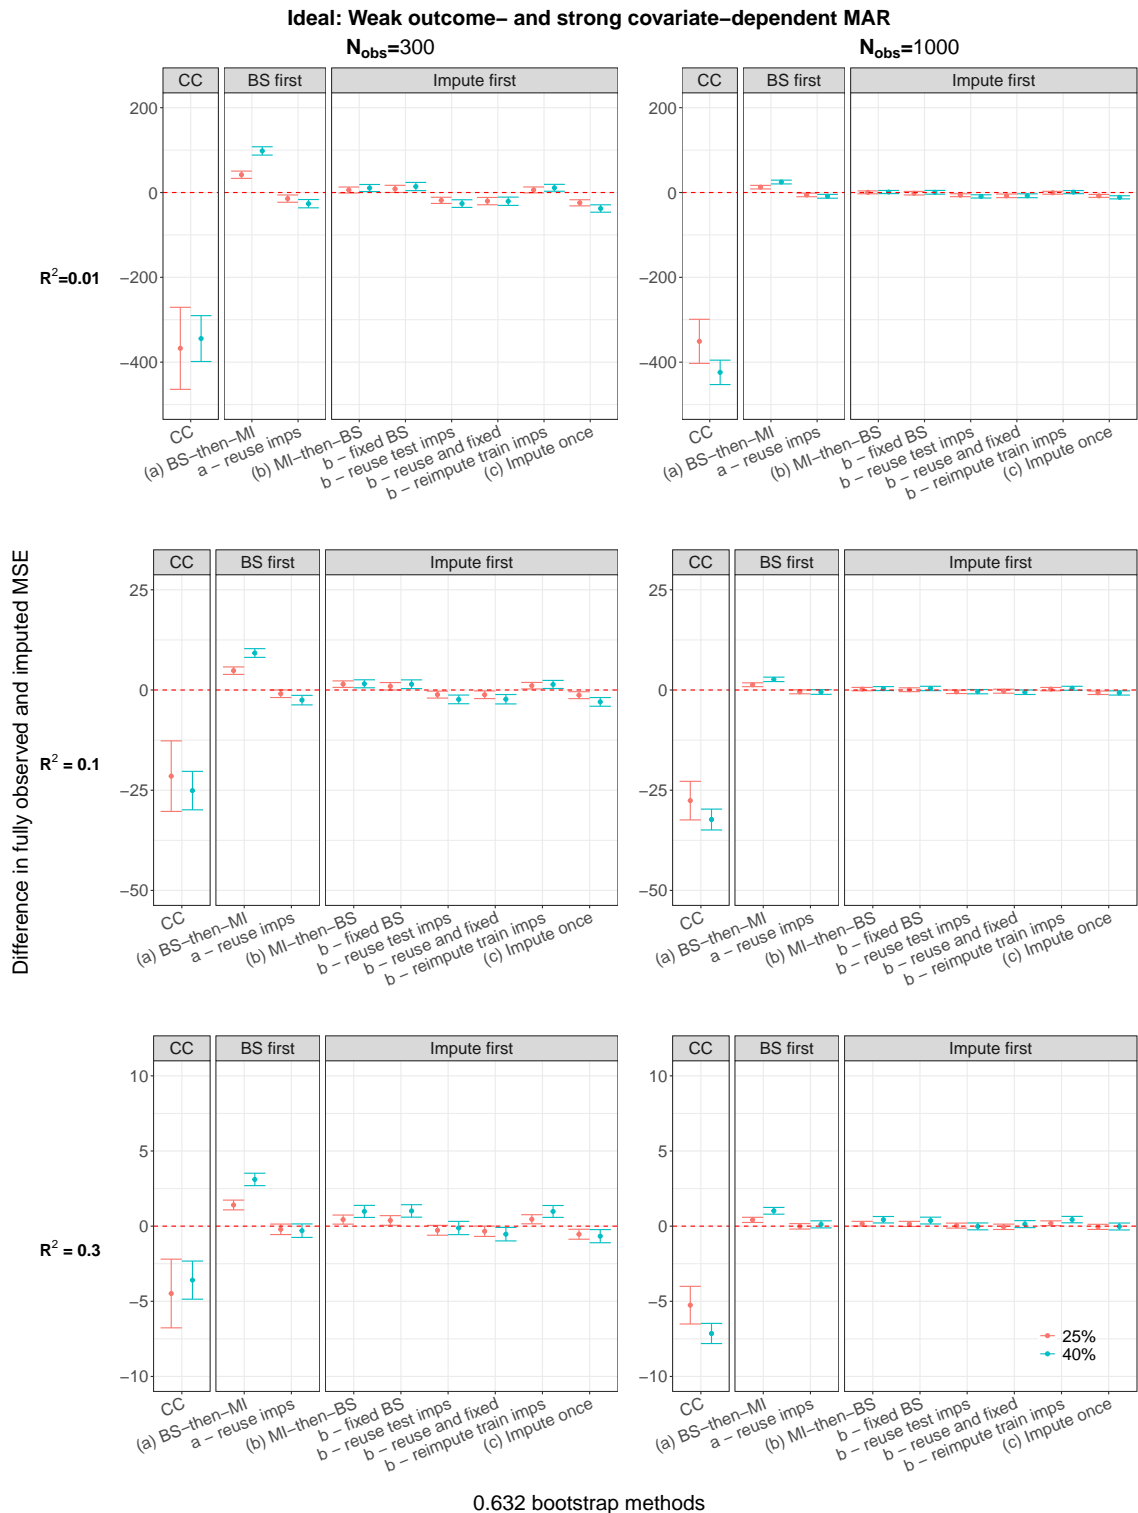 Ideal: Weak outcome− and strong covariate−dependent MAR
Nobs=300
Nobs=1000
CC
BS first
Impute first
CC
BS first
Impute first
200
0
−200
−400
200
0
−200
−400
R²=0.01
CC
(a) BS−then−MI
a − reuse imps
(b) MI−then−BS
b − fixed BS
b − reuse test imps
b − reuse and fixed
b − reimpute train imps
(c) Impute once
CC
(a) BS−then−MI
a − reuse imps
(b) MI−then−BS
b − fixed BS
b − reuse test imps
b − reuse and fixed
b − reimpute train imps
(c) Impute once
Difference in fully observed and imputed MSE
CC
BS first
Impute first
CC
BS first
Impute first
25
0
−25
−50
25
0
−25
−50
R² = 0.1
CC
(a) BS−then−MI
a − reuse imps
(b) MI−then−BS
b − fixed BS
b − reuse test imps
b − reuse and fixed
b − reimpute train imps
(c) Impute once
CC
(a) BS−then−MI
a − reuse imps
(b) MI−then−BS
b − fixed BS
b − reuse test imps
b − reuse and fixed
b − reimpute train imps
(c) Impute once
CC
BS first
Impute first
CC
BS first
Impute first
10
5
0
−5
−10
10
5
0
−5
−10
R² = 0.3
25%
40%
CC
(a) BS−then−MI
a − reuse imps
(b) MI−then−BS
b − fixed BS
b − reuse test imps
b − reuse and fixed
b − reimpute train imps
(c) Impute once
CC
(a) BS−then−MI
a − reuse imps
(b) MI−then−BS
b − fixed BS
b − reuse test imps
b − reuse and fixed
b − reimpute train imps
(c) Impute once
0.632 bootstrap methods